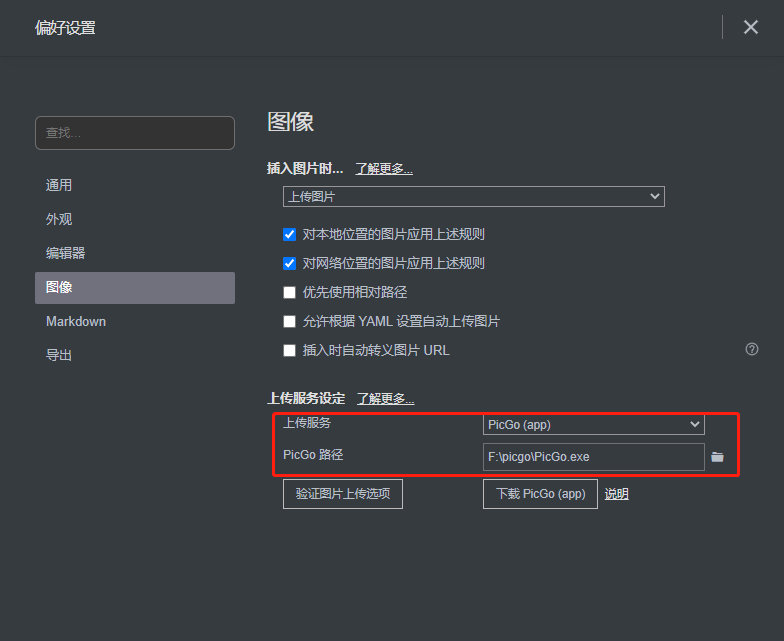 偏好设置
查找...
通用
外观
编辑器
图像
Markdown
导出
图像
插入图片时... 了解更多...
上传图片
对本地位置的图片应用上述规则
对网络位置的图片应用上述规则
优先使用相对路径
允许根据 YAML 设置自动上传图片
插入时自动转义图片 URL
上传服务设定 了解更多...
上传服务 PicGo (app)
PicGo 路径 F:\picgo\PicGo.exe
验证图片上传选项 下载 PicGo (app) 说明